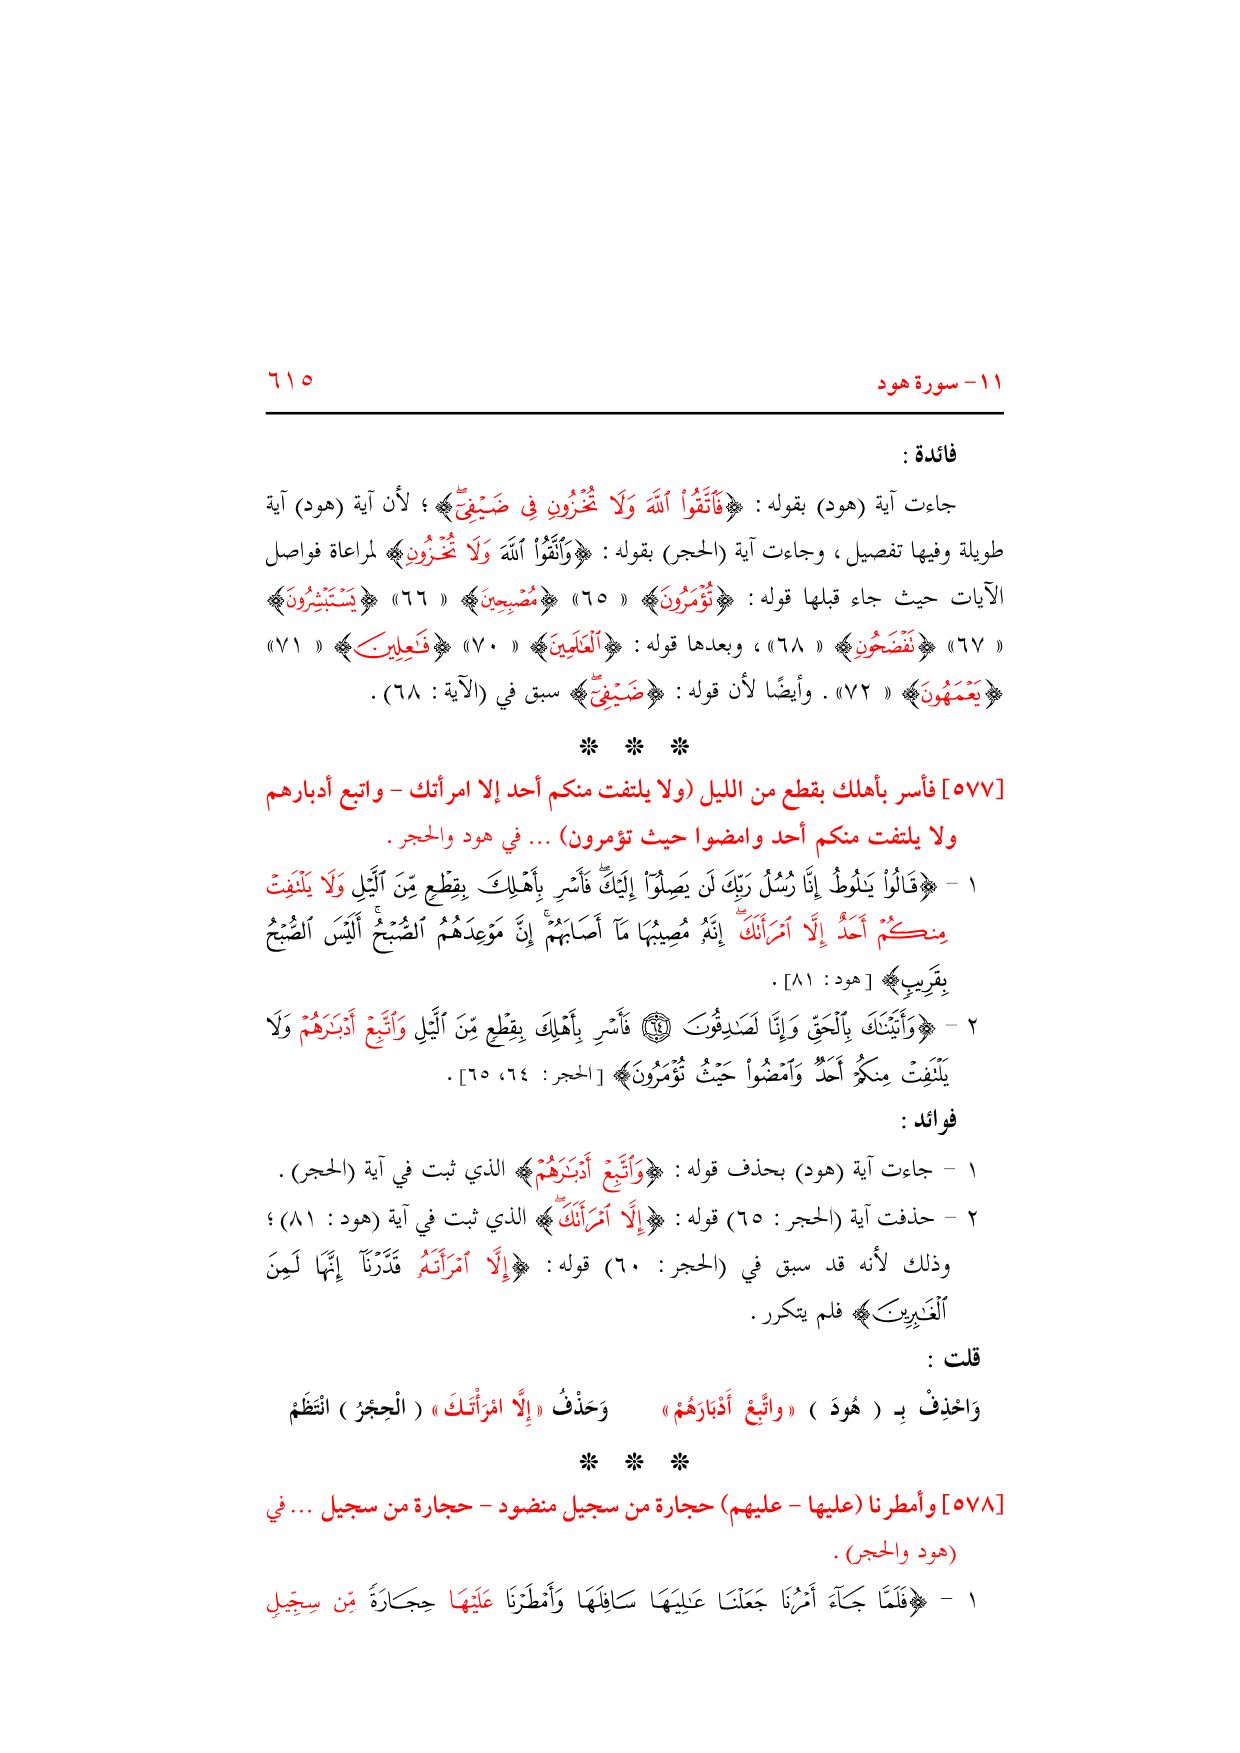 ١١- سورة هود ٦١٥
فائدة :
جاءت آية (هود) بقوله : ﴿فَٱتَّقُوا۟ ٱللَّهَ وَلَا تُخْزُونِ فِى ضَيْفِىٓ ۖ﴾ ؛ لأن آية (هود) آية
طويلة وفيها تفصيل ، وجاءت آية (الحجر) بقوله : ﴿وَٱتَّقُوا۟ ٱللَّهَ وَلَا تُخْزُونِ﴾ لمراعاة فواصل
الآيات حيث جاء قبلها قوله : ﴿تُؤْمَرُونَ﴾ « ٦٥» ﴿مُصْبِحِينَ﴾ « ٦٦» ﴿يَسْتَبْشِرُونَ﴾
« ٦٧» ﴿تَفْضَحُونِ﴾ « ٦٨» ، وبعدها قوله : ﴿ٱلْعَٰلَمِينَ﴾ « ٧٠» ﴿فَٰعِلِينَ﴾ « ٧١»
﴿يَعْمَهُونَ﴾ « ٧٢» . وأيضًا لأن قوله : ﴿ضَيْفِىٓ ۖ﴾ سبق في (الآية : ٦٨) .
❊ ❊ ❊
[٥٧٧] فأسر بأهلك بقطع من الليل (ولا يلتفت منكم أحد إلا امرأتك – واتبع أدبارهم
ولا يلتفت منكم أحد وامضوا حيث تؤمرون) ... في هود والحجر .
١ – ﴿قَالُوا۟ يَٰلُوطُ إِنَّا رُسُلُ رَبِّكَ لَن يَصِلُوٓا۟ إِلَيْكَ ۖ فَأَسْرِ بِأَهْلِكَ بِقِطْعٍ مِّنَ ٱلَّيْلِ وَلَا يَلْتَفِتْ
مِنكُمْ أَحَدٌ إِلَّا ٱمْرَأَتَكَ ۖ إِنَّهُۥ مُصِيبُهَا مَآ أَصَابَهُمْ ۚ إِنَّ مَوْعِدَهُمُ ٱلصُّبْحُ ۚ أَلَيْسَ ٱلصُّبْحُ
بِقَرِيبٍ﴾ [هود : ٨١] .
٢ – ﴿وَأَتَيْنَٰكَ بِٱلْحَقِّ وَإِنَّا لَصَٰدِقُونَ ٦٤ فَأَسْرِ بِأَهْلِكَ بِقِطْعٍ مِّنَ ٱلَّيْلِ وَٱتَّبِعْ أَدْبَٰرَهُمْ وَلَا
يَلْتَفِتْ مِنكُمْ أَحَدٌ وَٱمْضُوا۟ حَيْثُ تُؤْمَرُونَ﴾ [الحجر : ٦٤، ٦٥] .
فوائد :
١ – جاءت آية (هود) بحذف قوله : ﴿وَٱتَّبِعْ أَدْبَٰرَهُمْ﴾ الذي ثبت في آية (الحجر) .
٢ – حذفت آية (الحجر : ٦٥) قوله : ﴿إِلَّا ٱمْرَأَتَكَ ۖ﴾ الذي ثبت في آية (هود : ٨١) ؛
وذلك لأنه قد سبق في (الحجر : ٦٠) قوله : ﴿إِلَّا ٱمْرَأَتَهُۥ قَدَّرْنَآ إِنَّهَا لَمِنَ
ٱلْغَٰبِرِينَ﴾ فلم يتكرر .
قلت :
وَاحْذِفْ بِـ ( هُودَ ) « واتَّبِعْ أَدْبَارَهُمْ» وَحَذْفُ « إِلَّا امْرَأْتَكَ » ( الْحِجْرُ ) انْتَظَمْ
❊ ❊ ❊
[٥٧٨] وأمطرنا (عليها – عليهم) حجارة من سجيل منضود – حجارة من سجيل ... في
(هود والحجر) .
١ – ﴿فَلَمَّا جَآءَ أَمْرُنَا جَعَلْنَا عَٰلِيَهَا سَافِلَهَا وَأَمْطَرْنَا عَلَيْهَا حِجَارَةً مِّن سِجِّيلٍ